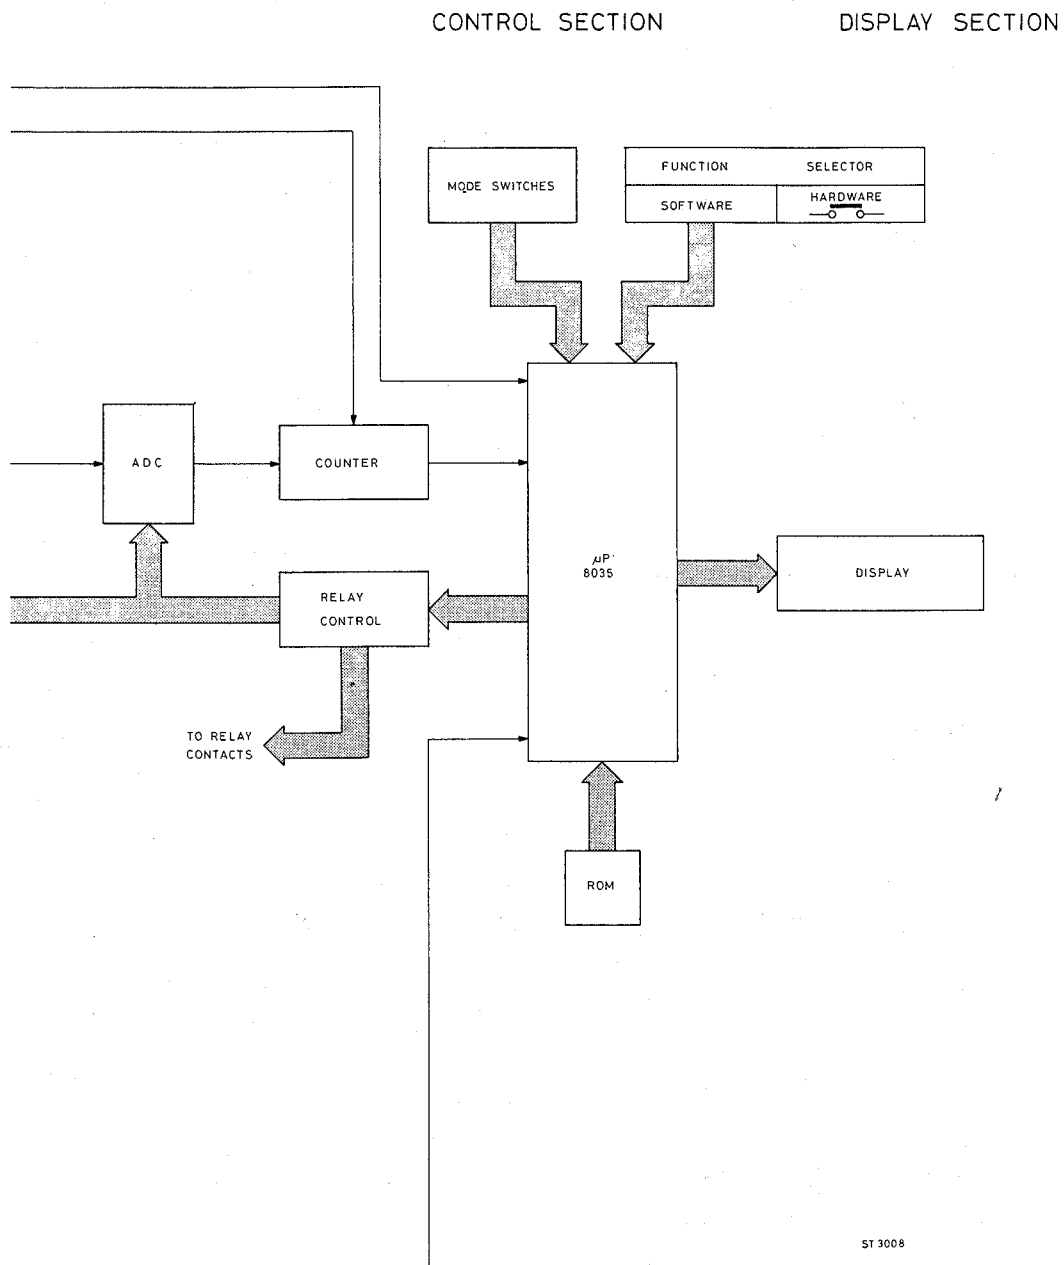 CONTROL SECTION
DISPLAY SECTION
MODE SWITCHES
FUNCTION SELECTOR
SOFTWARE
HARDWARE
ADC
COUNTER
µP
8035
DISPLAY
RELAY
CONTROL
TO RELAY
CONTACTS
ROM
ST 3008